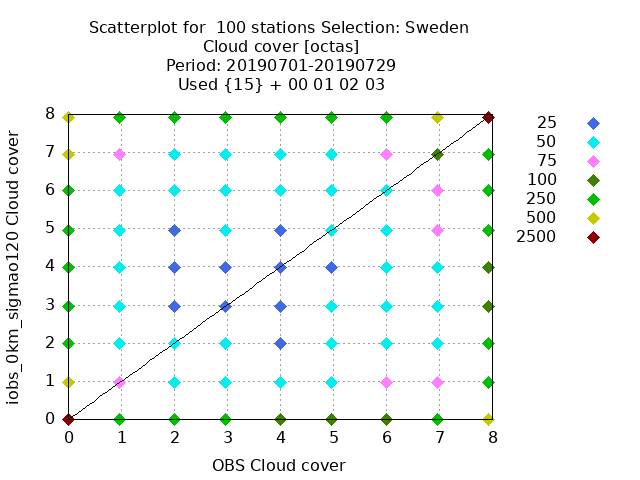 Scatterplot for  100 stations Selection: Sweden
Cloud cover [octas]
Period: 20190701-20190729
Used {15} + 00 01 02 03
iobs_0km_sigmao120 Cloud cover
8
7
6
5
4
3
2
1
0
0 1 2 3 4 5 6 7 8
OBS Cloud cover
25
50
75
100
250
500
2500